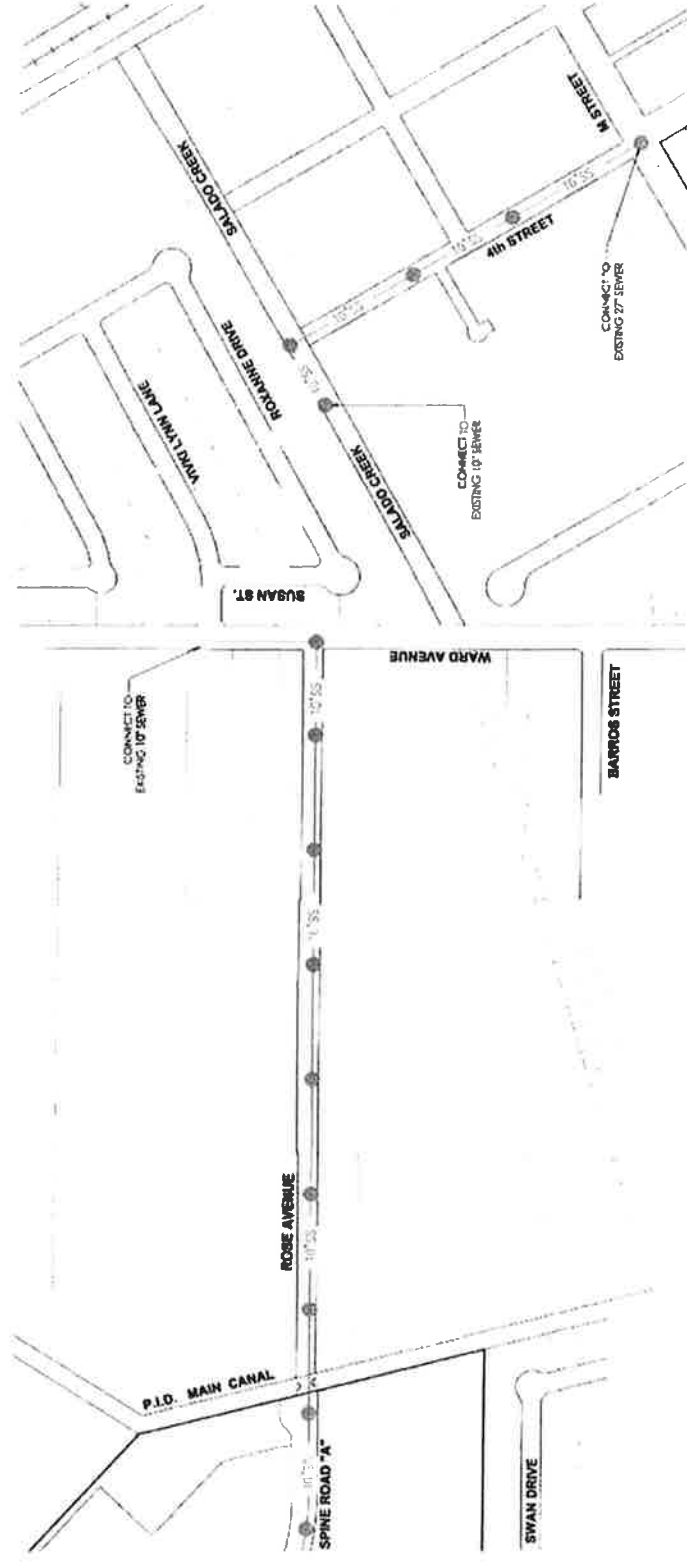 SALADO CREEK
M STREET
10"SS
4th STREET
10"SS
CONNECT TO
EXISTING 27" SEWER
10"SS
ROXANNE DRIVE
VIVKI LYNN LANE
10"SS
CONNECT TO
EXISTING 10" SEWER
SALADO CREEK
SUSAN ST.
WARD AVENUE
CONNECT TO
EXISTING 10" SEWER
10"SS
BARROS STREET
10"SS
ROSE AVENUE
10"SS
P.I.D. MAIN CANAL
10"SS
SPINE ROAD "A"
SWAN DRIVE